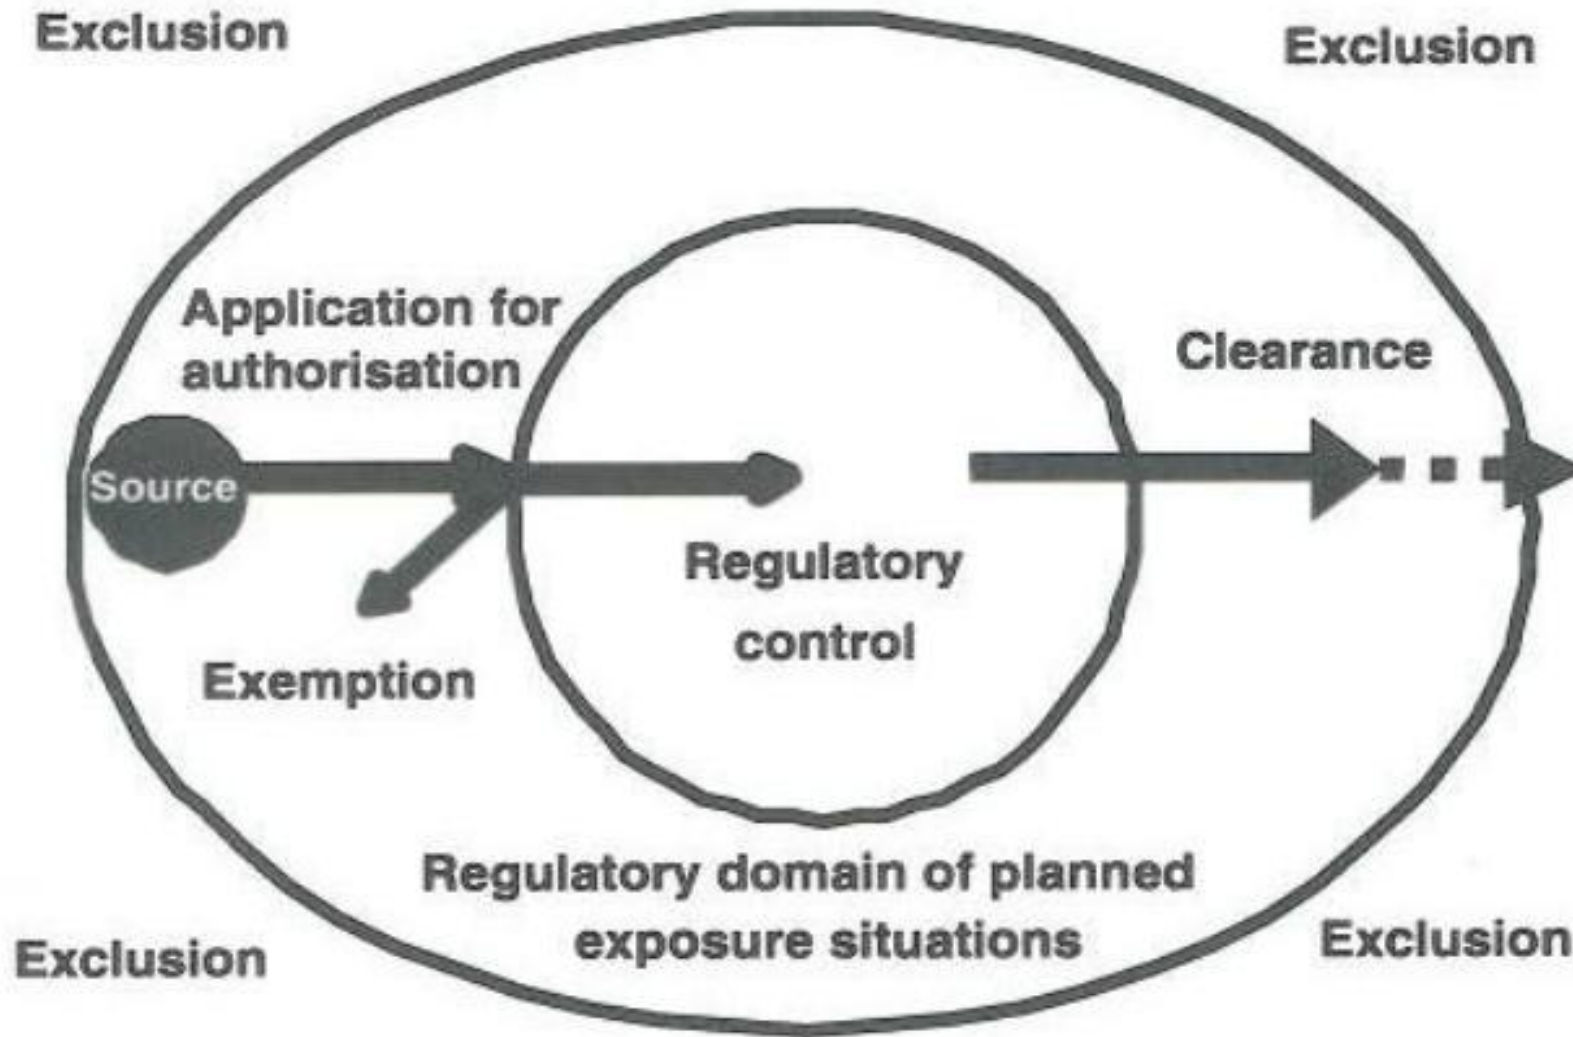 Exclusion
Exclusion
Application for
authorisation
Clearance
Source
Regulatory
control
Exemption
Regulatory domain of planned
exposure situations
Exclusion
Exclusion